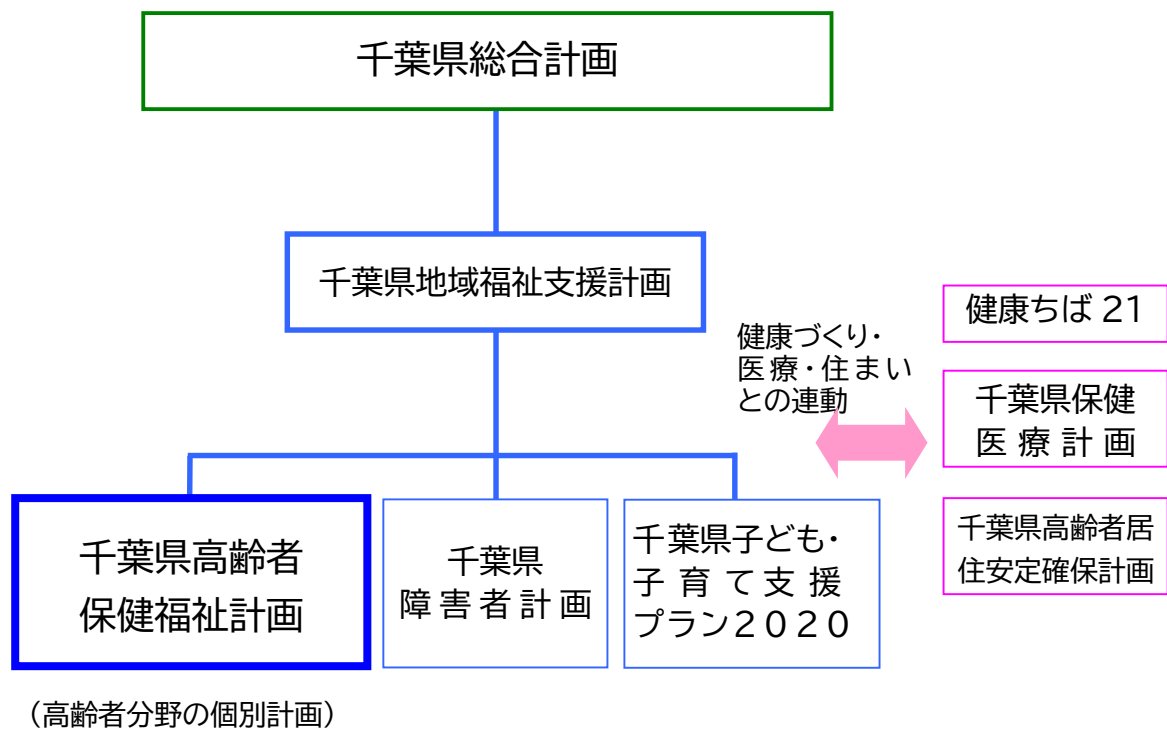 千葉県総合計画
千葉県地域福祉支援計画
健康づくり・
医療・住まい
との連動
健康ちば 21
千葉県保健
医療計画
千葉県高齢者居
住安定確保計画
千葉県高齢者
保健福祉計画
千葉県
障害者計画
千葉県子ども・
子育て支援
プラン2020
（高齢者分野の個別計画）